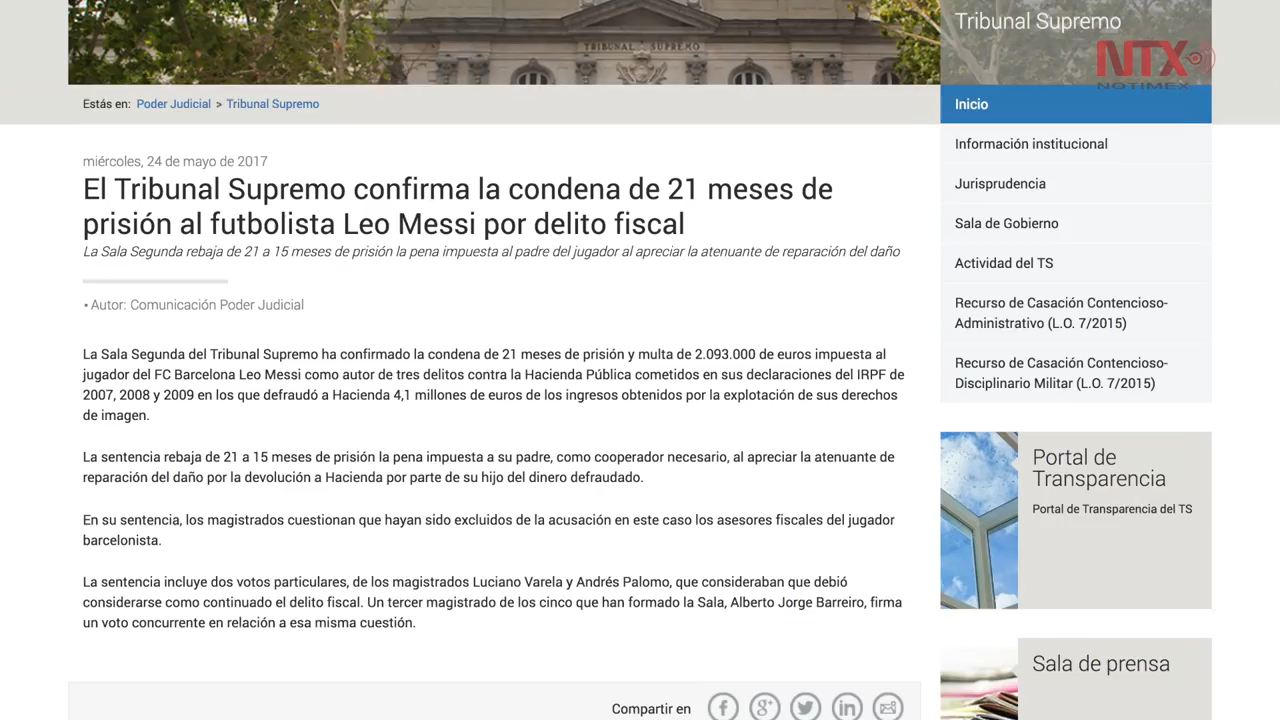 TRIBUNAL SUPREMO
Tribunal Supremo
NTX
NOTIMEX
Estás en: Poder Judicial > Tribunal Supremo
miércoles, 24 de mayo de 2017
El Tribunal Supremo confirma la condena de 21 meses de
prisión al futbolista Leo Messi por delito fiscal
La Sala Segunda rebaja de 21 a 15 meses de prisión la pena impuesta al padre del jugador al apreciar la atenuante de reparación del daño
• Autor: Comunicación Poder Judicial
La Sala Segunda del Tribunal Supremo ha confirmado la condena de 21 meses de prisión y multa de 2.093.000 de euros impuesta al
jugador del FC Barcelona Leo Messi como autor de tres delitos contra la Hacienda Pública cometidos en sus declaraciones del IRPF de
2007, 2008 y 2009 en los que defraudó a Hacienda 4,1 millones de euros de los ingresos obtenidos por la explotación de sus derechos
de imagen.
La sentencia rebaja de 21 a 15 meses de prisión la pena impuesta a su padre, como cooperador necesario, al apreciar la atenuante de
reparación del daño por la devolución a Hacienda por parte de su hijo del dinero defraudado.
En su sentencia, los magistrados cuestionan que hayan sido excluidos de la acusación en este caso los asesores fiscales del jugador
barcelonista.
La sentencia incluye dos votos particulares, de los magistrados Luciano Varela y Andrés Palomo, que consideraban que debió
considerarse como continuado el delito fiscal. Un tercer magistrado de los cinco que han formado la Sala, Alberto Jorge Barreiro, firma
un voto concurrente en relación a esa misma cuestión.
Compartir en
Inicio
Información institucional
Jurisprudencia
Sala de Gobierno
Actividad del TS
Recurso de Casación Contencioso-
Administrativo (L.O. 7/2015)
Recurso de Casación Contencioso-
Disciplinario Militar (L.O. 7/2015)
Portal de
Transparencia
Portal de Transparencia del TS
Sala de prensa